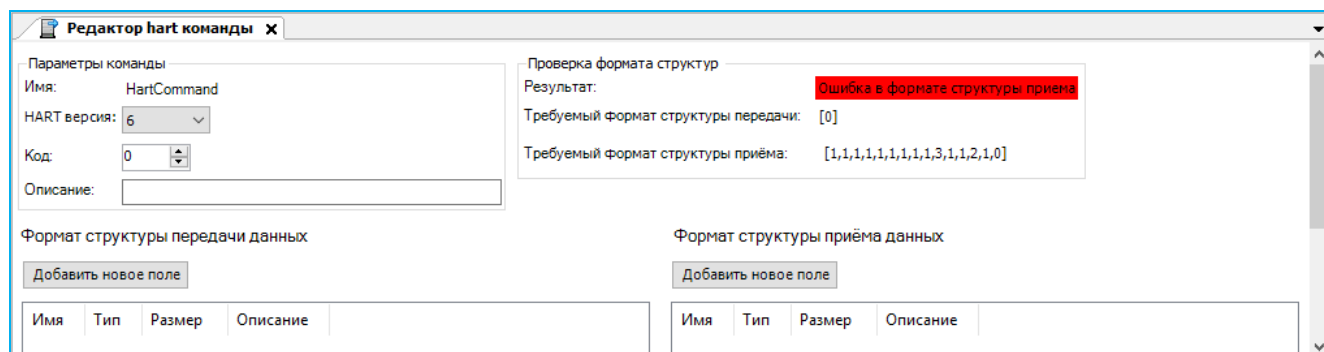 Редактор hart команды x
Параметры команды
Имя: HartCommand
HART версия: 6
Код: 0
Описание:
Проверка формата структур
Результат: Ошибка в формате структуры приёма
Требуемый формат структуры передачи: [0]
Требуемый формат структуры приёма: [1,1,1,1,1,1,1,1,1,3,1,1,2,1,0]
Формат структуры передачи данных
Добавить новое поле
Имя Тип Размер Описание
Формат структуры приёма данных
Добавить новое поле
Имя Тип Размер Описание